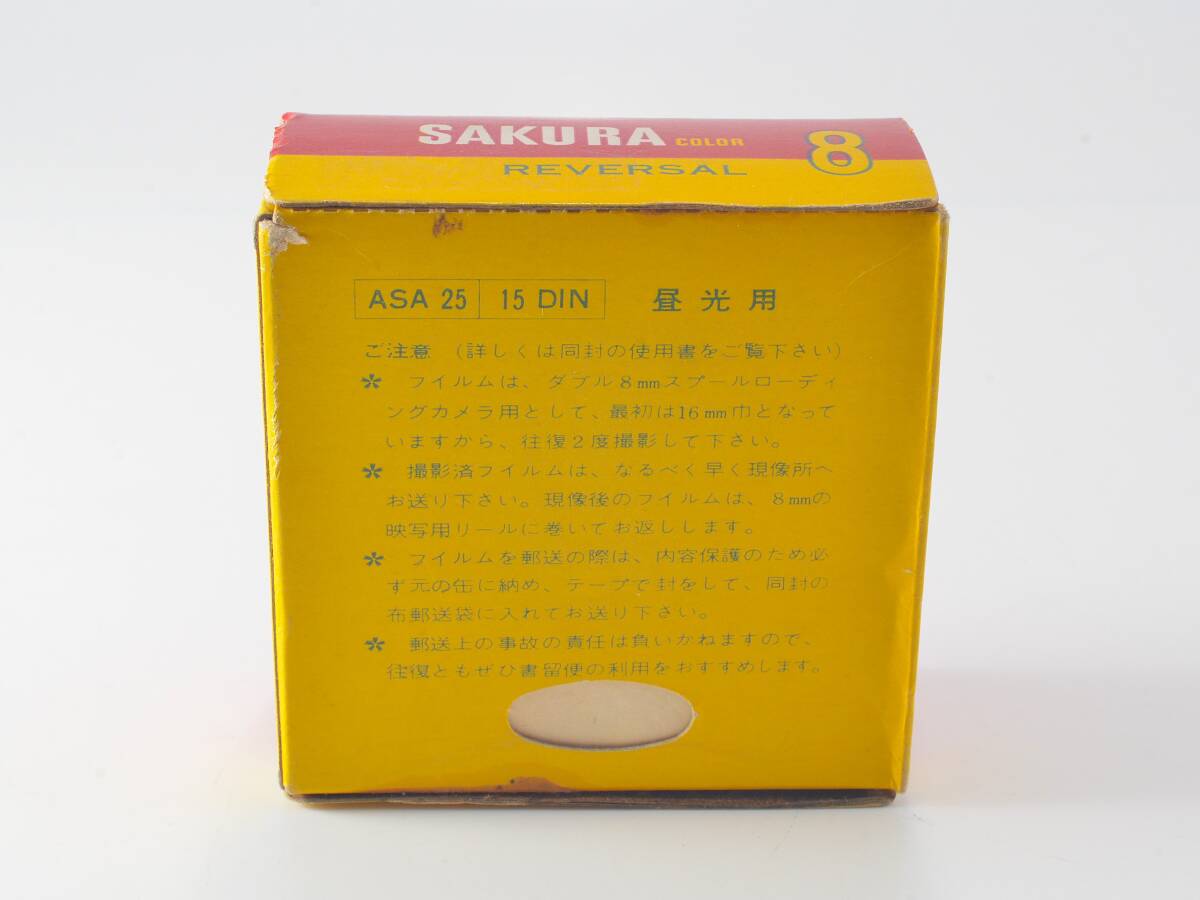 SAKURA COLOR 8
REVERSAL
ASA 25 15 DIN 昼光用
ご注意 (詳しくは同封の使用書をご覧下さい)
✲ フイルムは、ダブル8mmスプールローディ
ングカメラ用として、最初は16mm巾となって
いますから、往復2度撮影して下さい。
✲ 撮影済フイルムは、なるべく早く現像所へ
お送り下さい。現像後のフイルムは、8mmの
映写用リールに巻いてお返しします。
✲ フイルムを郵送の際は、内容保護のため必
ず元の缶に納め、テープで封をして、同封の
布郵送袋に入れてお送り下さい。
✲ 郵送上の事故の責任は負いかねますので、
往復ともぜひ書留便の利用をおすすめします。